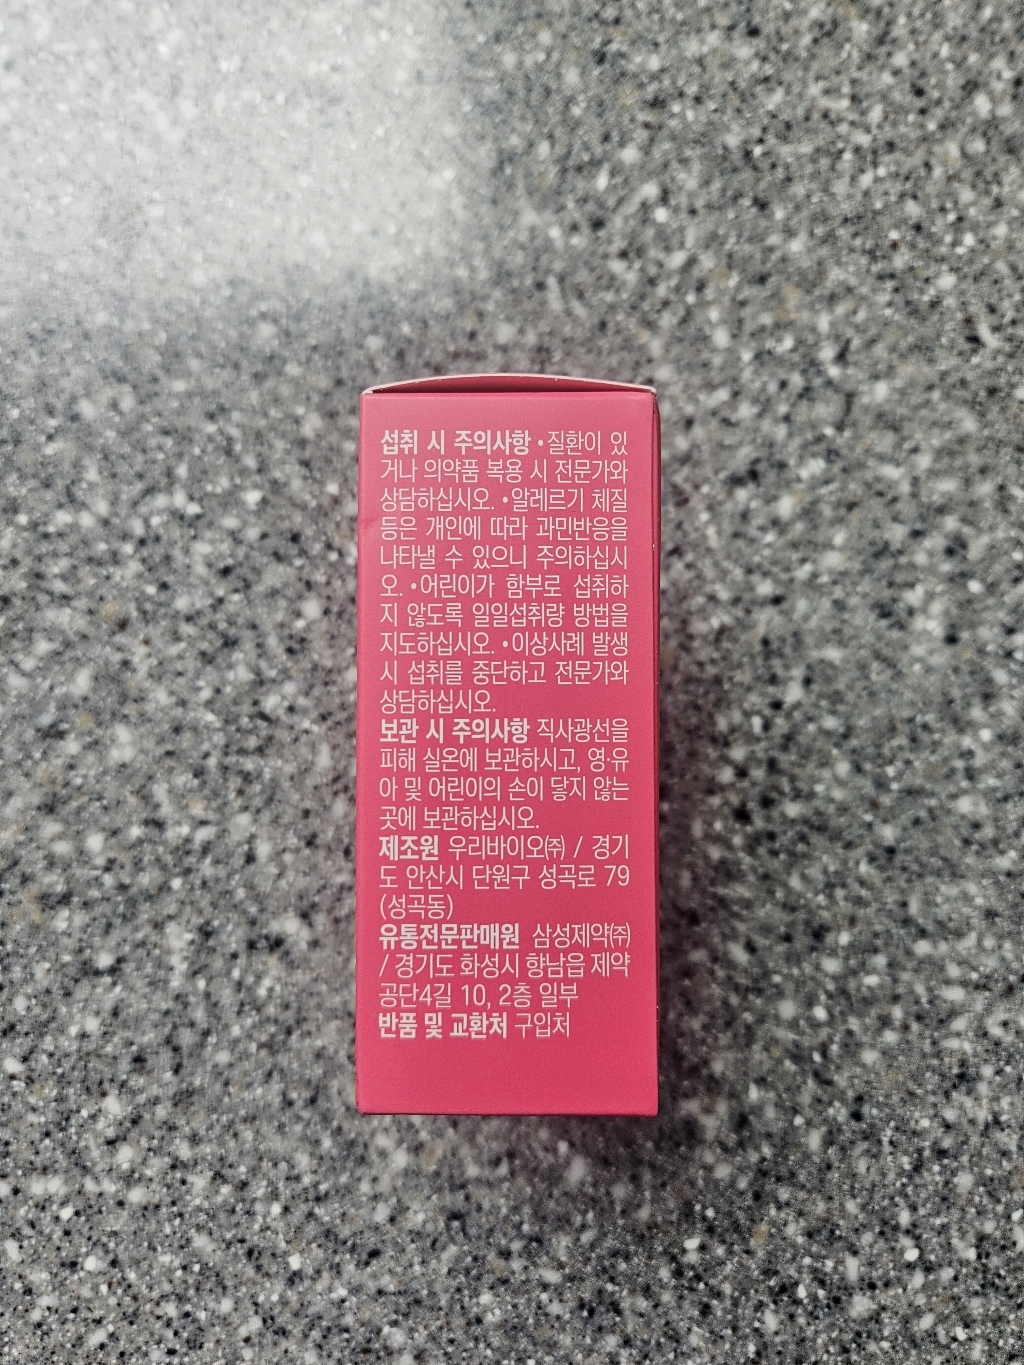 섭취 시 주의사항 •질환이 있
거나 의약품 복용 시 전문가와
상담하십시오. •알레르기 체질
등은 개인에 따라 과민반응을
나타낼 수 있으니 주의하십시
오. •어린이가 함부로 섭취하
지 않도록 일일섭취량 방법을
지도하십시오. •이상사례 발생
시 섭취를 중단하고 전문가와
상담하십시오.
보관 시 주의사항 직사광선을
피해 실온에 보관하시고, 영·유
아 및 어린이의 손이 닿지 않는
곳에 보관하십시오.
제조원 우리바이오㈜ / 경기
도 안산시 단원구 성곡로 79
(성곡동)
유통전문판매원 삼성제약㈜
/ 경기도 화성시 향남읍 제약
공단4길 10, 2층 일부
반품 및 교환처 구입처